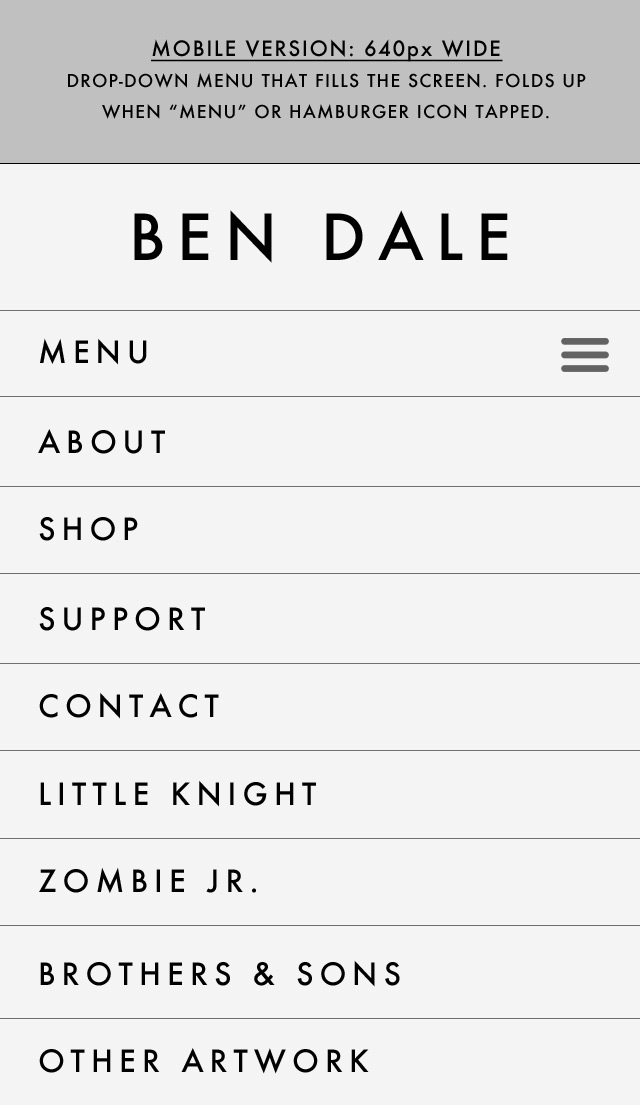 MOBILE VERSION: 640px WIDE
DROP-DOWN MENU THAT FILLS THE SCREEN. FOLDS UP
WHEN “MENU” OR HAMBURGER ICON TAPPED.
BEN DALE
MENU
ABOUT
SHOP
SUPPORT
CONTACT
LITTLE KNIGHT
ZOMBIE JR.
BROTHERS & SONS
OTHER ARTWORK